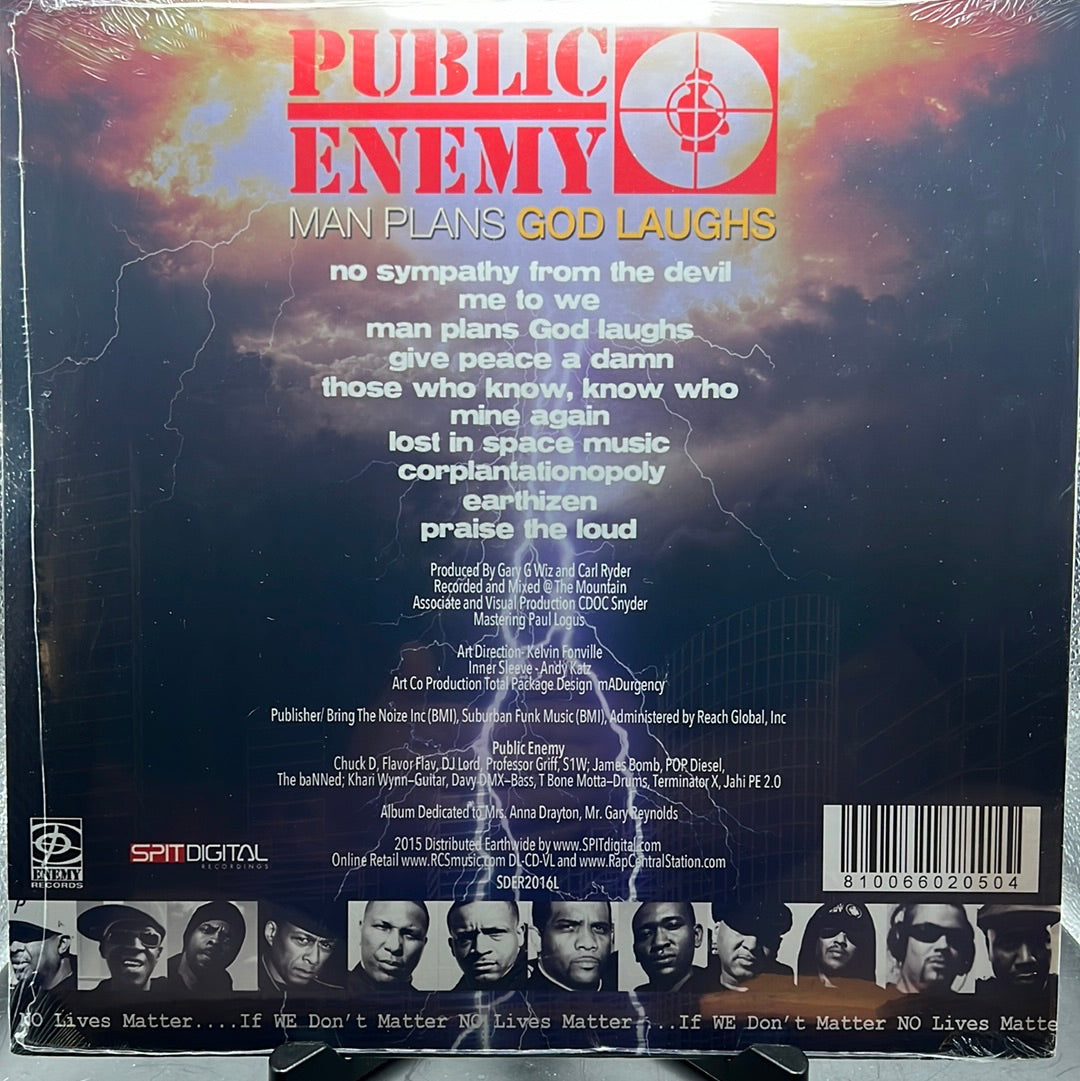 PUBLIC
ENEMY
MAN PLANS GOD LAUGHS
no sympathy from the devil
me to we
man plans God laughs
give peace a damn
those who know, know who
mine again
lost in space music
corplantationopoly
earthizen
praise the loud
Produced By Gary G Wiz and Carl Ryder
Recorded and Mixed @ The Mountain
Associate and Visual Production CDOC Snyder
Mastering Paul Logus
Art Direction- Kelvin Fonville
Inner Sleeve - Andy Katz
Art Co Production Total Package Design mADurgency
Publisher/ Bring The Noize Inc (BMI), Suburban Funk Music (BMI), Administered by Reach Global, Inc
Public Enemy
Chuck D, Flavor Flav, DJ Lord, Professor Griff, S1W; James Bomb, POP Diesel,
The baNNed; Khari Wynn–Guitar, Davy DMX–Bass, T Bone Motta–Drums, Terminator X, Jahi PE 2.0
Album Dedicated to Mrs. Anna Drayton, Mr. Gary Reynolds
2015 Distributed Earthwide by www.SPITdigital.com
Online Retail www.RCSmusic.com DL-CD-VL and www.RapCentralStation.com
SDER2016L
ENEMY
RECORDS
SPITDIGITAL
RECORDINGS
810066020504
NO Lives Matter....If WE Don't Matter NO Lives Matter....If WE Don't Matter NO Lives Matte